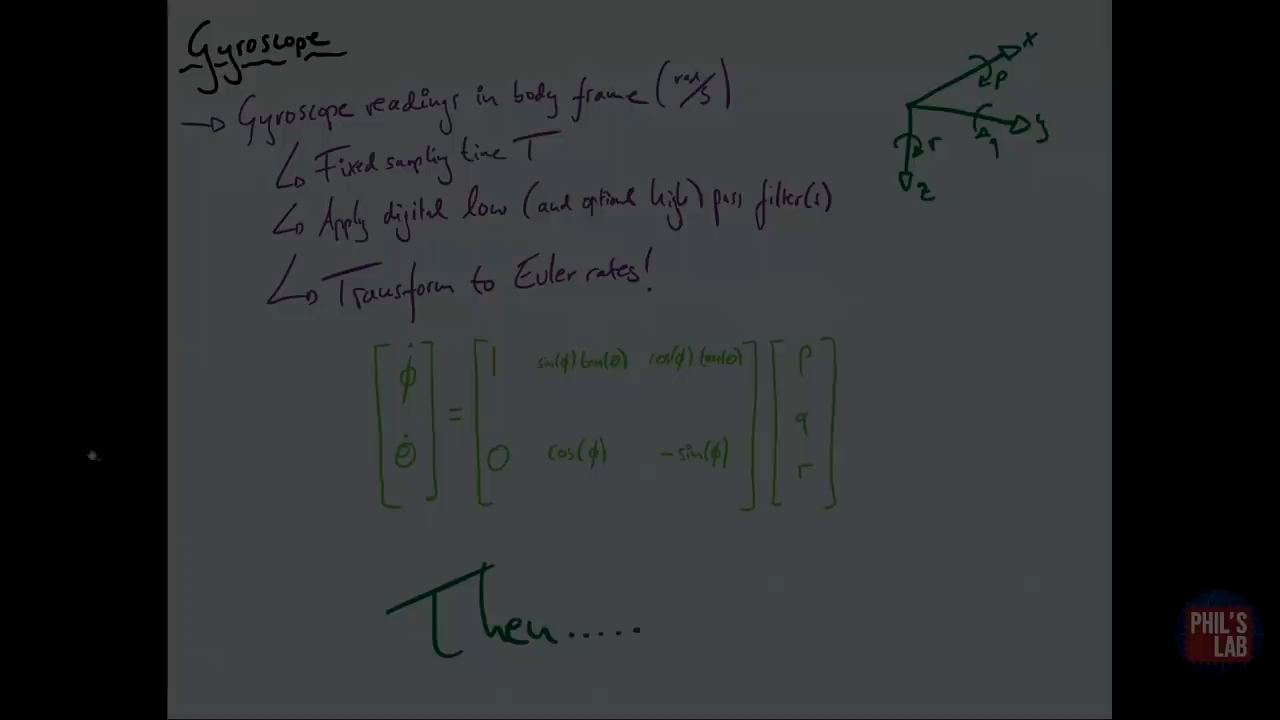 Gyroscope
→ Gyroscope readings in body frame (rad/s)
↳ Fixed sampling time T
↳ Apply digital low (and optional high) pass filter(s)
↳ Transform to Euler rates!
x
p
y
q
r
z
[φ̇ θ̇] = [1 sin(φ)tan(θ) cos(φ)tan(θ); 0 cos(φ) -sin(φ)] [p q r]
Then.....
PHIL'S
LAB